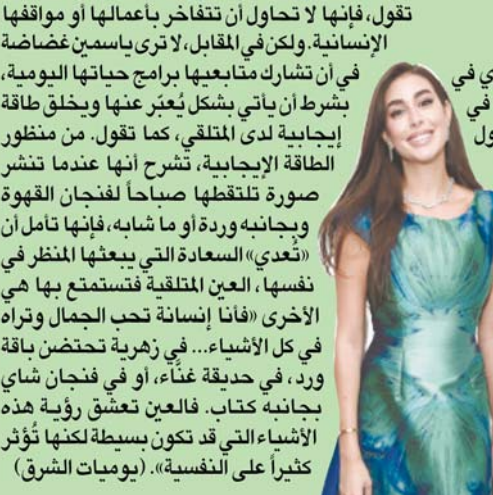 تقول، فإنها لا تحاول أن تتفاخر بأعمالها أو مواقفها
الإنسانية. ولكن في المقابل، لا ترى ياسمين غضاضة
في أن تشارك متابعيها برامج حياتها اليومية،
بشرط أن يأتي بشكل يُعبّر عنها ويخلق طاقة
إيجابية لدى المتلقي، كما تقول. من منظور
الطاقة الإيجابية، تشرح أنها عندما تنشر
صورة تلتقطها صباحاً لفنجان القهوة
وبجانبه وردة أو ما شابه، فإنها تأمل أن
«تُعدي» السعادة التي يبعثها المنظر في
نفسها، العين المتلقية فتستمتع بها هي
الأخرى «فأنا إنسانة تحب الجمال وتراه
في كل الأشياء... في زهرية تحتضن باقة
ورد، في حديقة غنّاء، أو في فنجان شاي
بجانبه كتاب. فالعين تعشق رؤية هذه
الأشياء التي قد تكون بسيطة لكنها تُؤثر
كثيراً على النفسية». (يوميات الشرق)
في
في